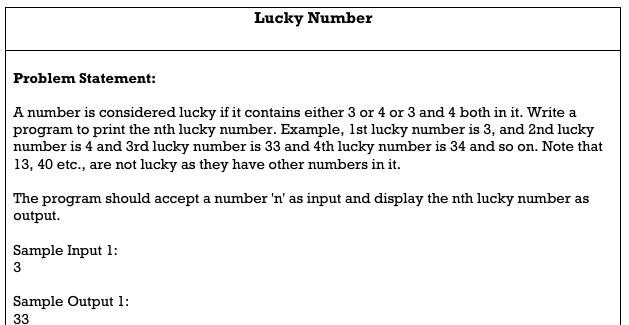 Lucky Number
Problem Statement:
A number is considered lucky if it contains either 3 or 4 or 3 and 4 both in it. Write a
program to print the nth lucky number. Example, 1st lucky number is 3, and 2nd lucky
number is 4 and 3rd lucky number is 33 and 4th lucky number is 34 and so on. Note that
13, 40 etc., are not lucky as they have other numbers in it.
The program should accept a number 'n' as input and display the nth lucky number as
output.
Sample Input 1:
3
Sample Output 1:
33